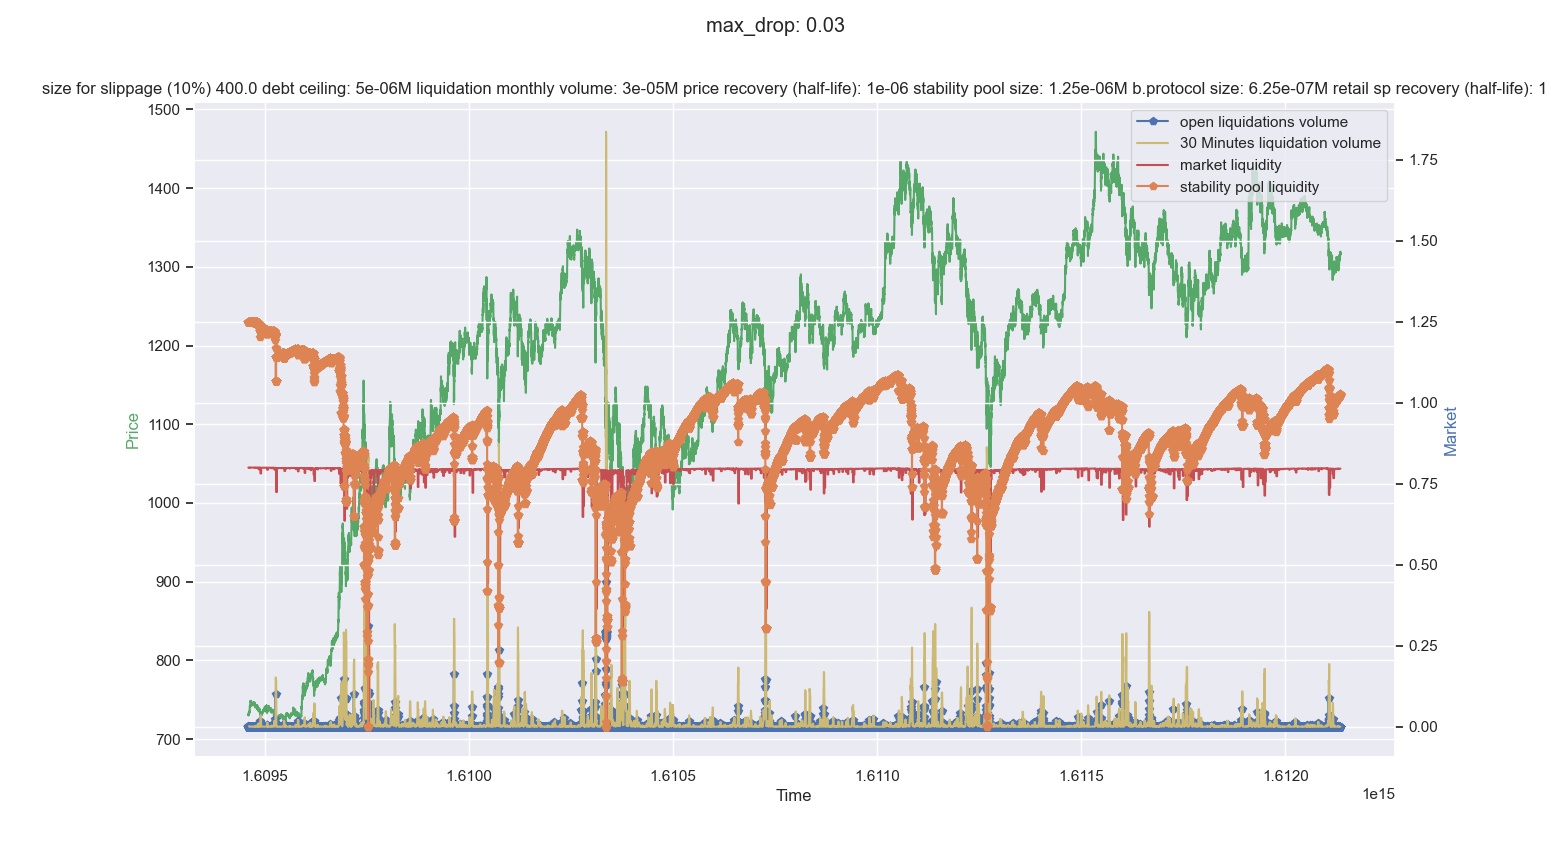 max_drop: 0.03
size for slippage (10%) 400.0 debt ceiling: 5e-06M liquidation monthly volume: 3e-05M price recovery (half-life): 1e-06 stability pool size: 1.25e-06M b.protocol size: 6.25e-07M retail sp recovery (half-life): 1
1500
1400
1300
1200
1100
1000
900
800
700
Price
open liquidations volume
30 Minutes liquidation volume
market liquidity
stability pool liquidity
1.75
1.50
1.25
1.00
0.75
0.50
0.25
0.00
Market
1.6095 1.6100 1.6105 1.6110 1.6115 1.6120
1e15
Time